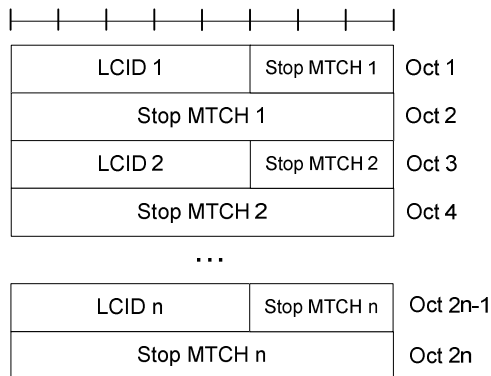 LCID 1 Stop MTCH 1 Oct 1
Stop MTCH 1 Oct 2
LCID 2 Stop MTCH 2 Oct 3
Stop MTCH 2 Oct 4
...
LCID n Stop MTCH n Oct 2n-1
Stop MTCH n Oct 2n